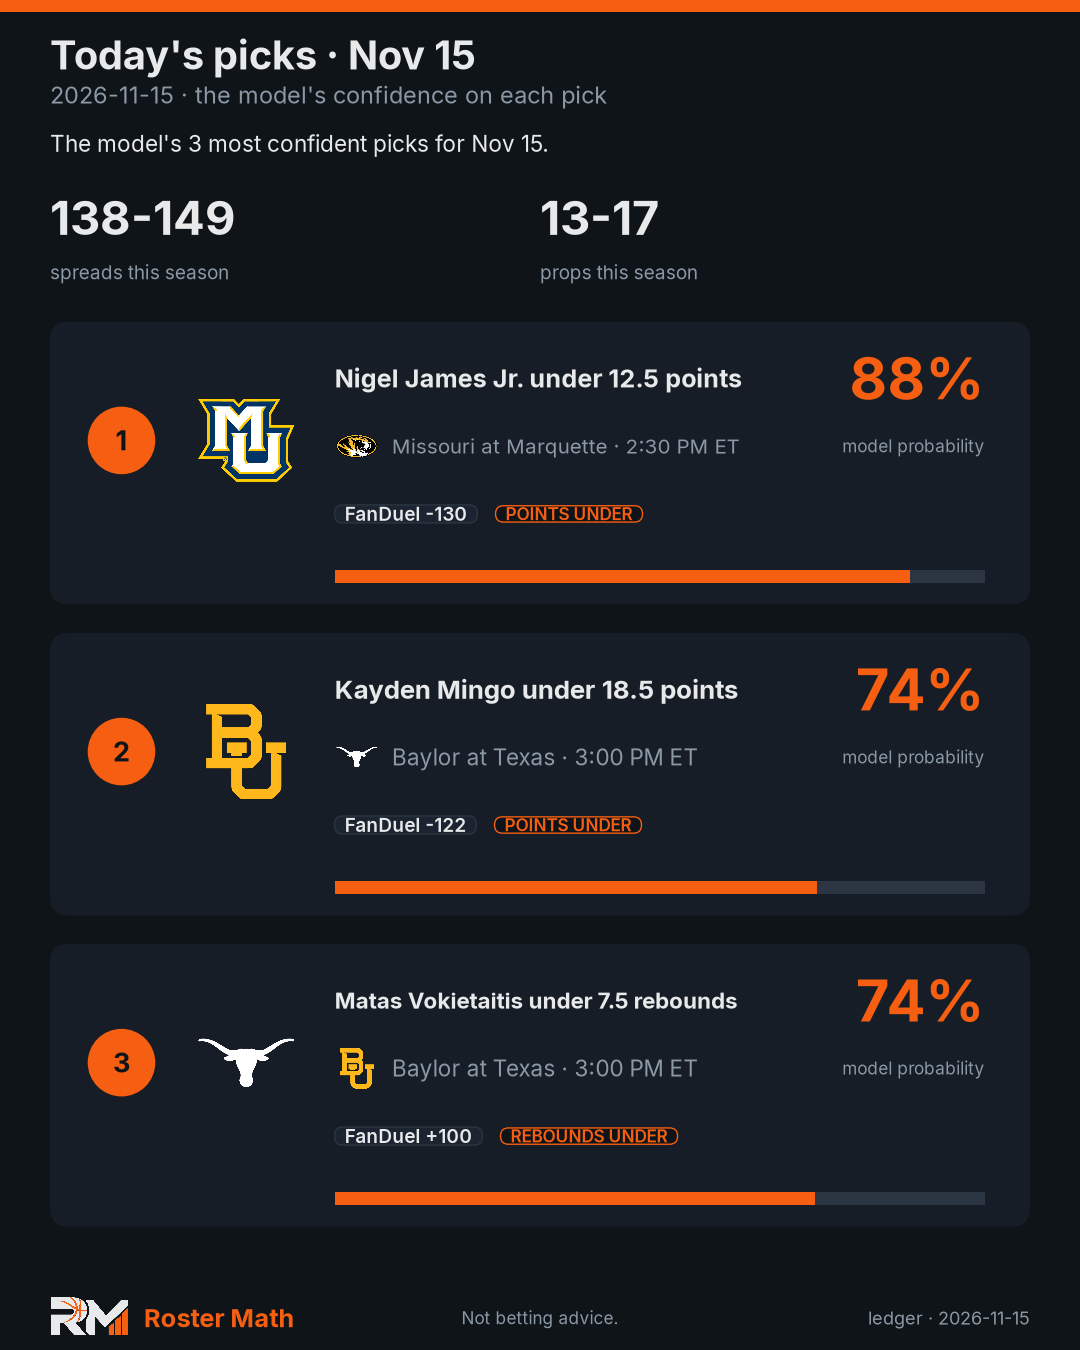 Today's picks · Nov 15
2026-11-15 · the model's confidence on each pick
The model's 3 most confident picks for Nov 15.
138-149
spreads this season
13-17
props this season
1
MU
Nigel James Jr. under 12.5 points
Missouri at Marquette · 2:30 PM ET
FanDuel -130
POINTS UNDER
88%
model probability
2
BU
Kayden Mingo under 18.5 points
Baylor at Texas · 3:00 PM ET
FanDuel -122
POINTS UNDER
74%
model probability
3
Matas Vokietaitis under 7.5 rebounds
BU
Baylor at Texas · 3:00 PM ET
FanDuel +100
REBOUNDS UNDER
74%
model probability
RM
Roster Math
Not betting advice.
ledger · 2026-11-15